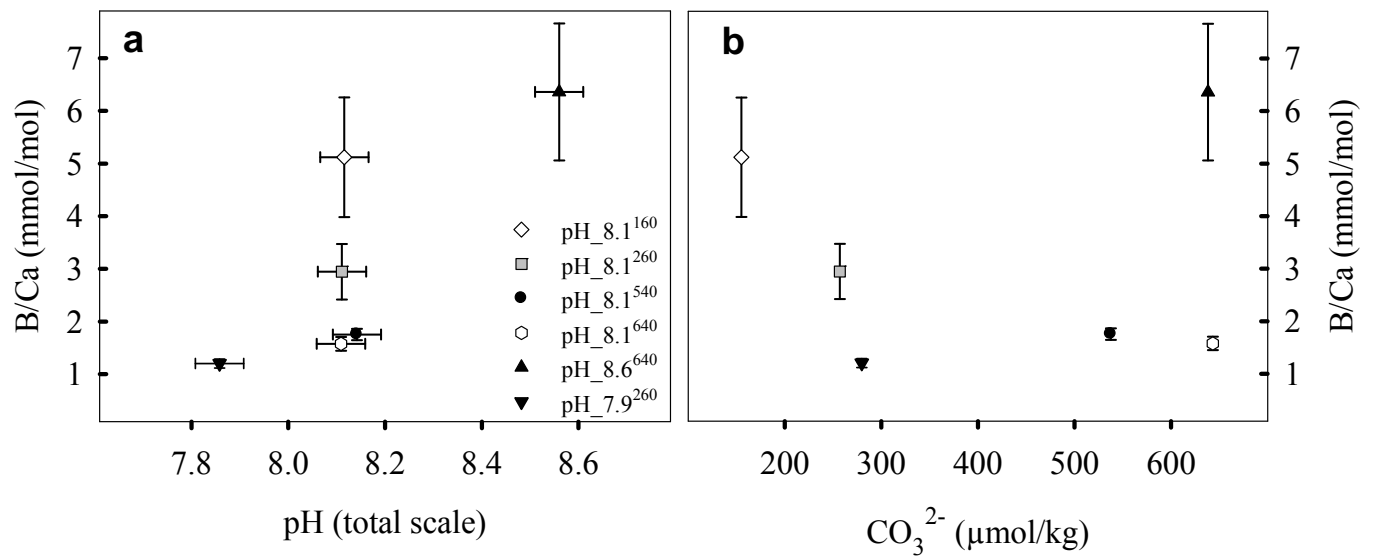 a
7
6
5
4
3
2
1
B/Ca (mmol/mol)
pH_8.1¹⁶⁰
pH_8.1²⁶⁰
pH_8.1⁵⁴⁰
pH_8.1⁶⁴⁰
pH_8.6⁶⁴⁰
pH_7.9²⁶⁰
7.8 8.0 8.2 8.4 8.6
pH (total scale)
b
7
6
5
4
3
2
1
B/Ca (mmol/mol)
200 300 400 500 600
CO₃²⁻ (µmol/kg)